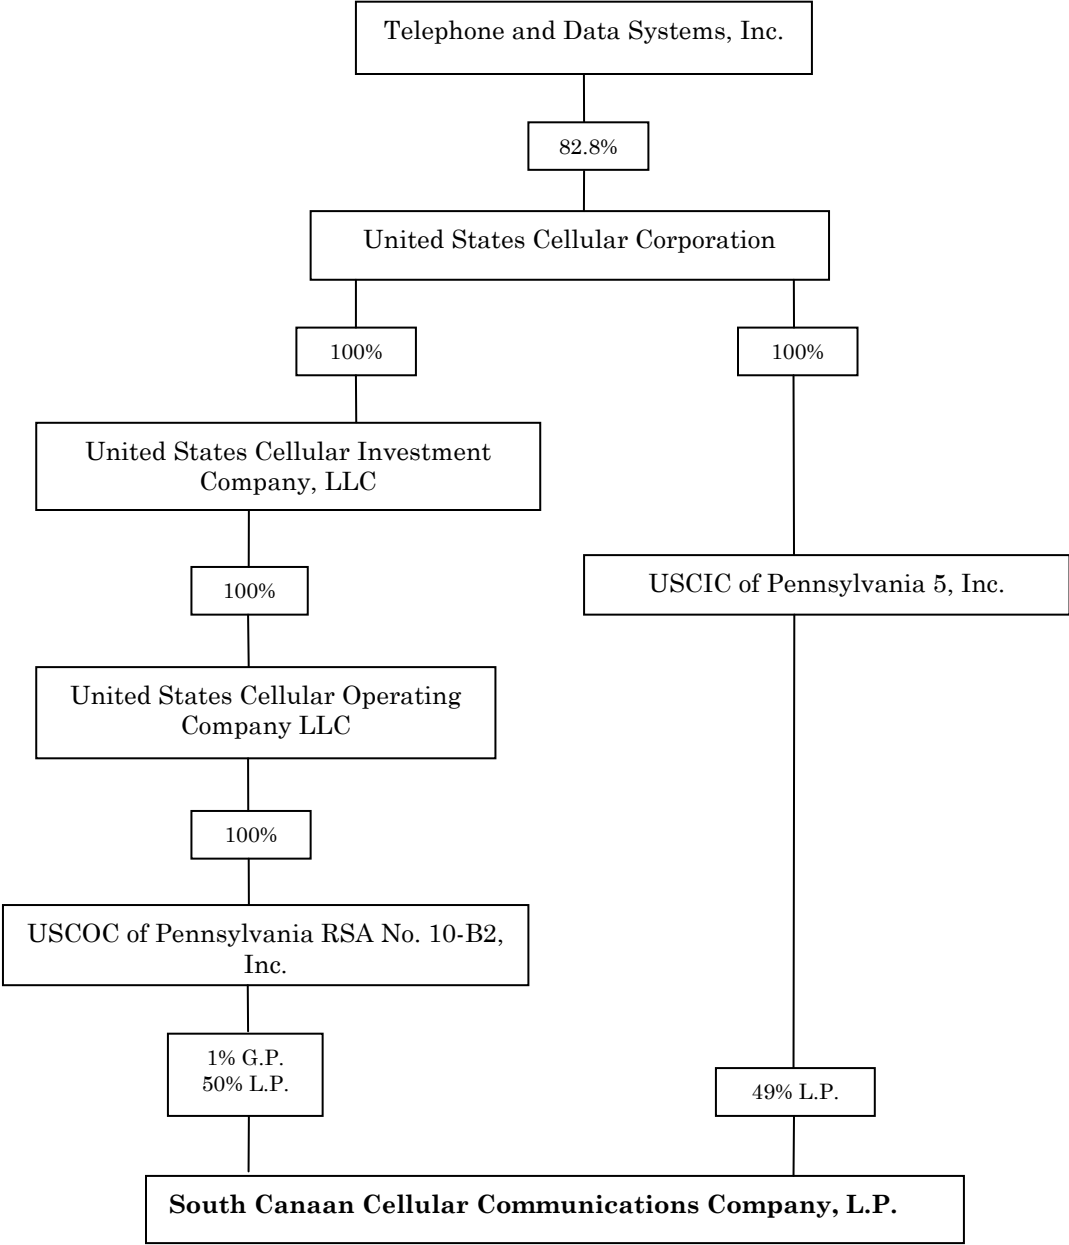 Telephone and Data Systems, Inc.
82.8%
United States Cellular Corporation
100%
100%
United States Cellular Investment
Company, LLC
100%
USCIC of Pennsylvania 5, Inc.
United States Cellular Operating
Company LLC
100%
USCOC of Pennsylvania RSA No. 10-B2,
Inc.
1% G.P.
50% L.P.
49% L.P.
South Canaan Cellular Communications Company, L.P.